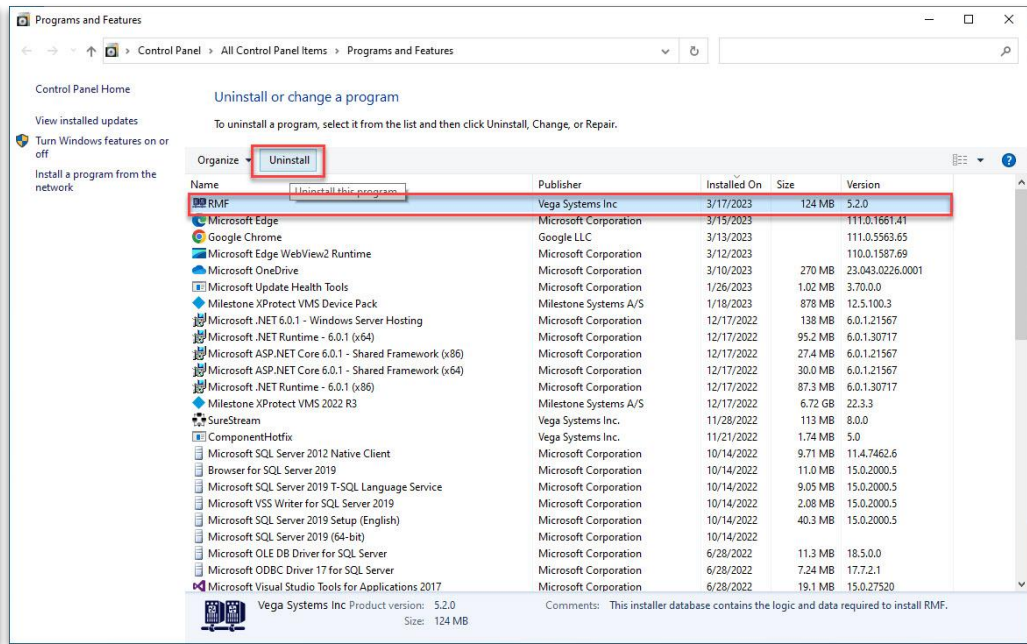 Programs and Features
Control Panel > All Control Panel Items > Programs and Features
Control Panel Home
View installed updates
Turn Windows features on or
off
Install a program from the
network
Uninstall or change a program
To uninstall a program, select it from the list and then click Uninstall, Change, or Repair.
Organize Uninstall
Uninstall this program
Name Publisher Installed On Size Version
RMF Vega Systems Inc 3/17/2023 124 MB 5.2.0
Microsoft Edge Microsoft Corporation 3/15/2023 111.0.1661.41
Google Chrome Google LLC 3/13/2023 111.0.5563.65
Microsoft Edge WebView2 Runtime Microsoft Corporation 3/12/2023 110.0.1587.69
Microsoft OneDrive Microsoft Corporation 3/10/2023 270 MB 23.043.0226.0001
Microsoft Update Health Tools Microsoft Corporation 1/26/2023 1.02 MB 3.70.0.0
Milestone XProtect VMS Device Pack Milestone Systems A/S 1/18/2023 878 MB 12.5.100.3
Microsoft .NET 6.0.1 - Windows Server Hosting Microsoft Corporation 12/17/2022 138 MB 6.0.1.21567
Microsoft .NET Runtime - 6.0.1 (x64) Microsoft Corporation 12/17/2022 95.2 MB 6.0.1.30717
Microsoft ASP.NET Core 6.0.1 - Shared Framework (x86) Microsoft Corporation 12/17/2022 27.4 MB 6.0.1.21567
Microsoft ASP.NET Core 6.0.1 - Shared Framework (x64) Microsoft Corporation 12/17/2022 30.0 MB 6.0.1.21567
Microsoft .NET Runtime - 6.0.1 (x86) Microsoft Corporation 12/17/2022 87.3 MB 6.0.1.30717
Milestone XProtect VMS 2022 R3 Milestone Systems A/S 12/17/2022 6.72 GB 22.3.3
SureStream Vega Systems Inc. 11/28/2022 113 MB 8.0.0
ComponentHotfix Vega Systems Inc. 11/21/2022 1.74 MB 5.0
Microsoft SQL Server 2012 Native Client Microsoft Corporation 10/14/2022 9.71 MB 11.4.7462.6
Browser for SQL Server 2019 Microsoft Corporation 10/14/2022 11.0 MB 15.0.2000.5
Microsoft SQL Server 2019 T-SQL Language Service Microsoft Corporation 10/14/2022 9.05 MB 15.0.2000.5
Microsoft VSS Writer for SQL Server 2019 Microsoft Corporation 10/14/2022 2.08 MB 15.0.2000.5
Microsoft SQL Server 2019 Setup (English) Microsoft Corporation 10/14/2022 40.3 MB 15.0.2000.5
Microsoft SQL Server 2019 (64-bit) Microsoft Corporation 10/14/2022
Microsoft OLE DB Driver for SQL Server Microsoft Corporation 6/28/2022 11.3 MB 18.5.0.0
Microsoft ODBC Driver 17 for SQL Server Microsoft Corporation 6/28/2022 7.24 MB 17.7.2.1
Microsoft Visual Studio Tools for Applications 2017 Microsoft Corporation 6/28/2022 19.1 MB 15.0.27520
Vega Systems Inc Product version: 5.2.0 Comments: This installer database contains the logic and data required to install RMF.
Size: 124 MB